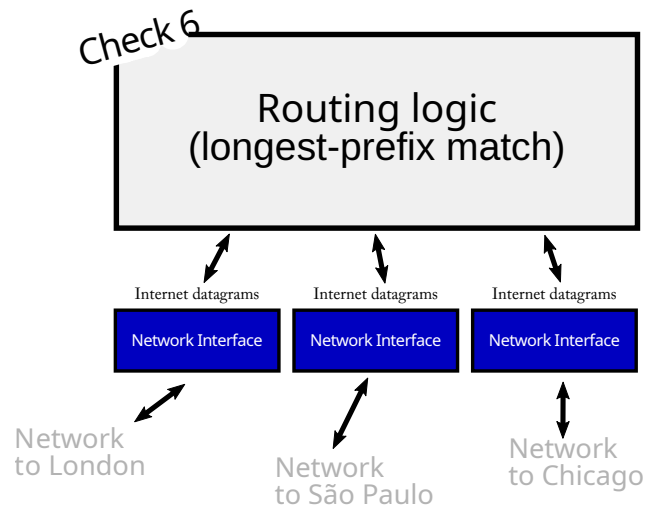 Check 6
Routing logic
(longest-prefix match)
Internet datagrams
Internet datagrams
Internet datagrams
Network Interface
Network Interface
Network Interface
Network
to London
Network
to São Paulo
Network
to Chicago